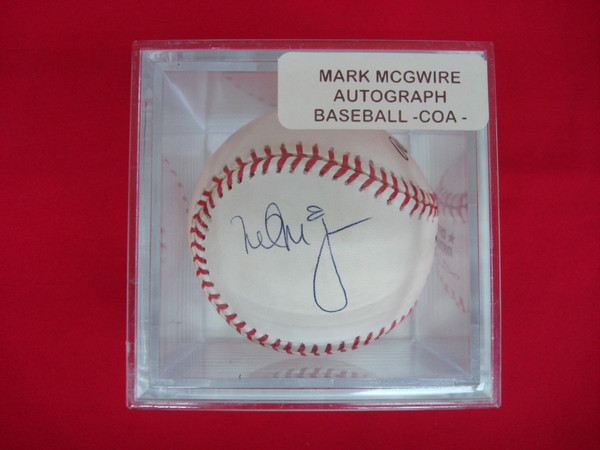 MARK MCGWIRE
AUTOGRAPH
BASEBALL -COA -